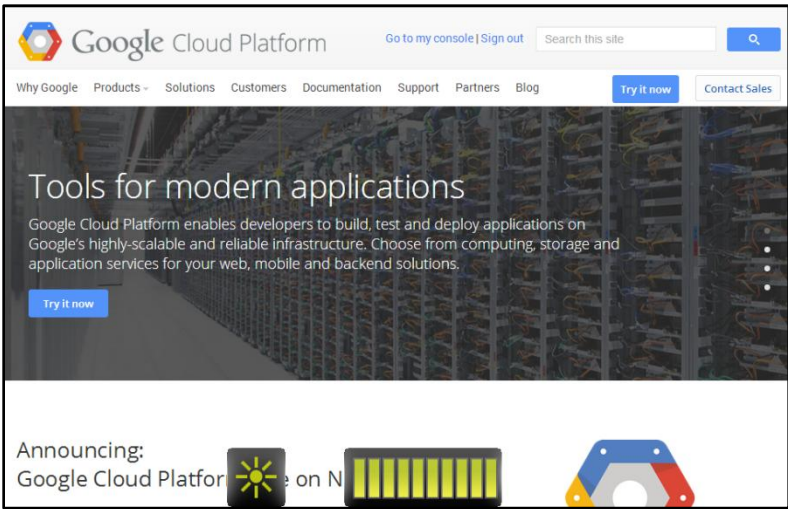 Google Cloud Platform
Go to my console | Sign out
Search this site
Why Google Products Solutions Customers Documentation Support Partners Blog
Try it now
Contact Sales
Tools for modern applications
Google Cloud Platform enables developers to build, test and deploy applications on
Google's highly-scalable and reliable infrastructure. Choose from computing, storage and
application services for your web, mobile and backend solutions.
Try it now
Announcing:
Google Cloud on